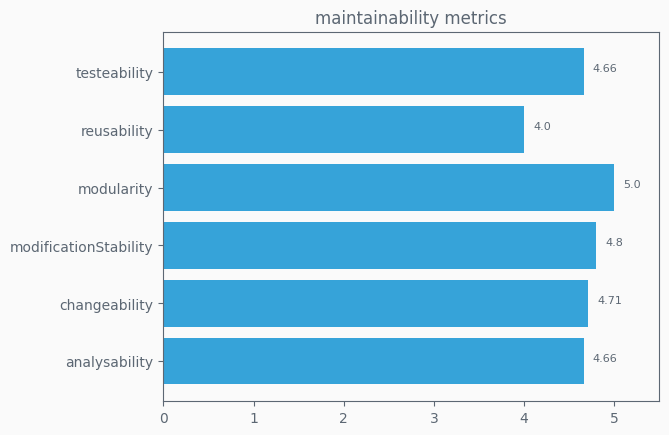 maintainability metrics
testeability
4.66
reusability
4.0
modularity
5.0
modificationStability
4.8
changeability
4.71
analysability
4.66
0 1 2 3 4 5